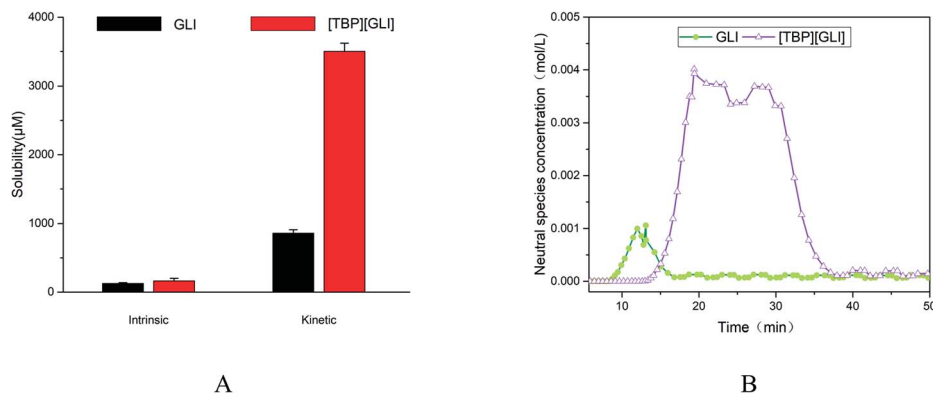 GLI
[TBP][GLI]
4000
3000
2000
1000
0
Solubility(μM)
Intrinsic
Kinetic
A
GLI
[TBP][GLI]
0.005
0.004
0.003
0.002
0.001
0.000
Neutral species concentration（mol/L）
10
20
30
40
50
Time（min）
B